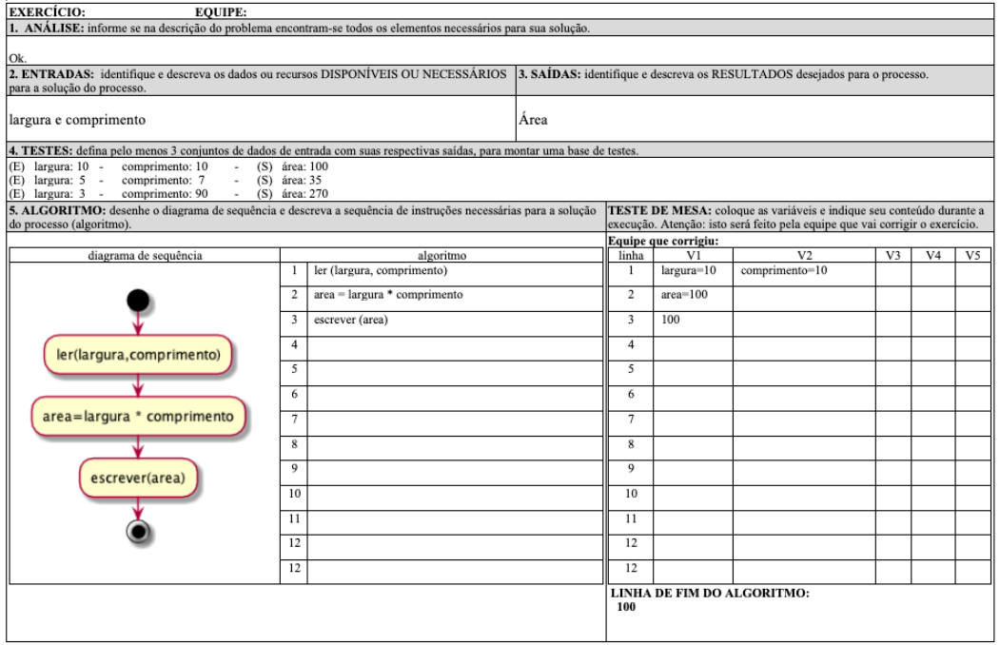 EXERCÍCIO: EQUIPE:
1. ANÁLISE: informe se na descrição do problema encontram-se todos os elementos necessários para sua solução.
Ok.
2. ENTRADAS: identifique e descreva os dados ou recursos DISPONÍVEIS OU NECESSÁRIOS
para a solução do processo.
3. SAÍDAS: identifique e descreva os RESULTADOS desejados para o processo.
largura e comprimento
Área
4. TESTES: defina pelo menos 3 conjuntos de dados de entrada com suas respectivas saídas, para montar uma base de testes.
(E) largura: 10 - comprimento: 10 - (S) área: 100
(E) largura: 5 - comprimento: 7 - (S) área: 35
(E) largura: 3 - comprimento: 90 - (S) área: 270
5. ALGORITMO: desenhe o diagrama de sequência e descreva a sequência de instruções necessárias para a solução
do processo (algoritmo).
TESTE DE MESA: coloque as variáveis e indique seu conteúdo durante a
execução. Atenção: isto será feito pela equipe que vai corrigir o exercício.
Equipe que corrigiu:
diagrama de sequência
ler(largura,comprimento)
area=largura * comprimento
escrever(area)
algoritmo
1 ler (largura, comprimento)
2 area = largura * comprimento
3 escrever (area)
4
5
6
7
8
9
10
11
12
12
linha V1 V2 V3 V4 V5
1 largura=10 comprimento=10
2 area=100
3 100
4
5
6
7
8
9
10
11
12
12
LINHA DE FIM DO ALGORITMO:
100